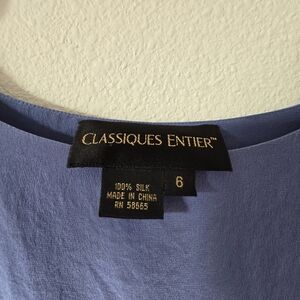 CLASSIQUES ENTIER™
6
100% SILK
MADE IN CHINA
RN 58665